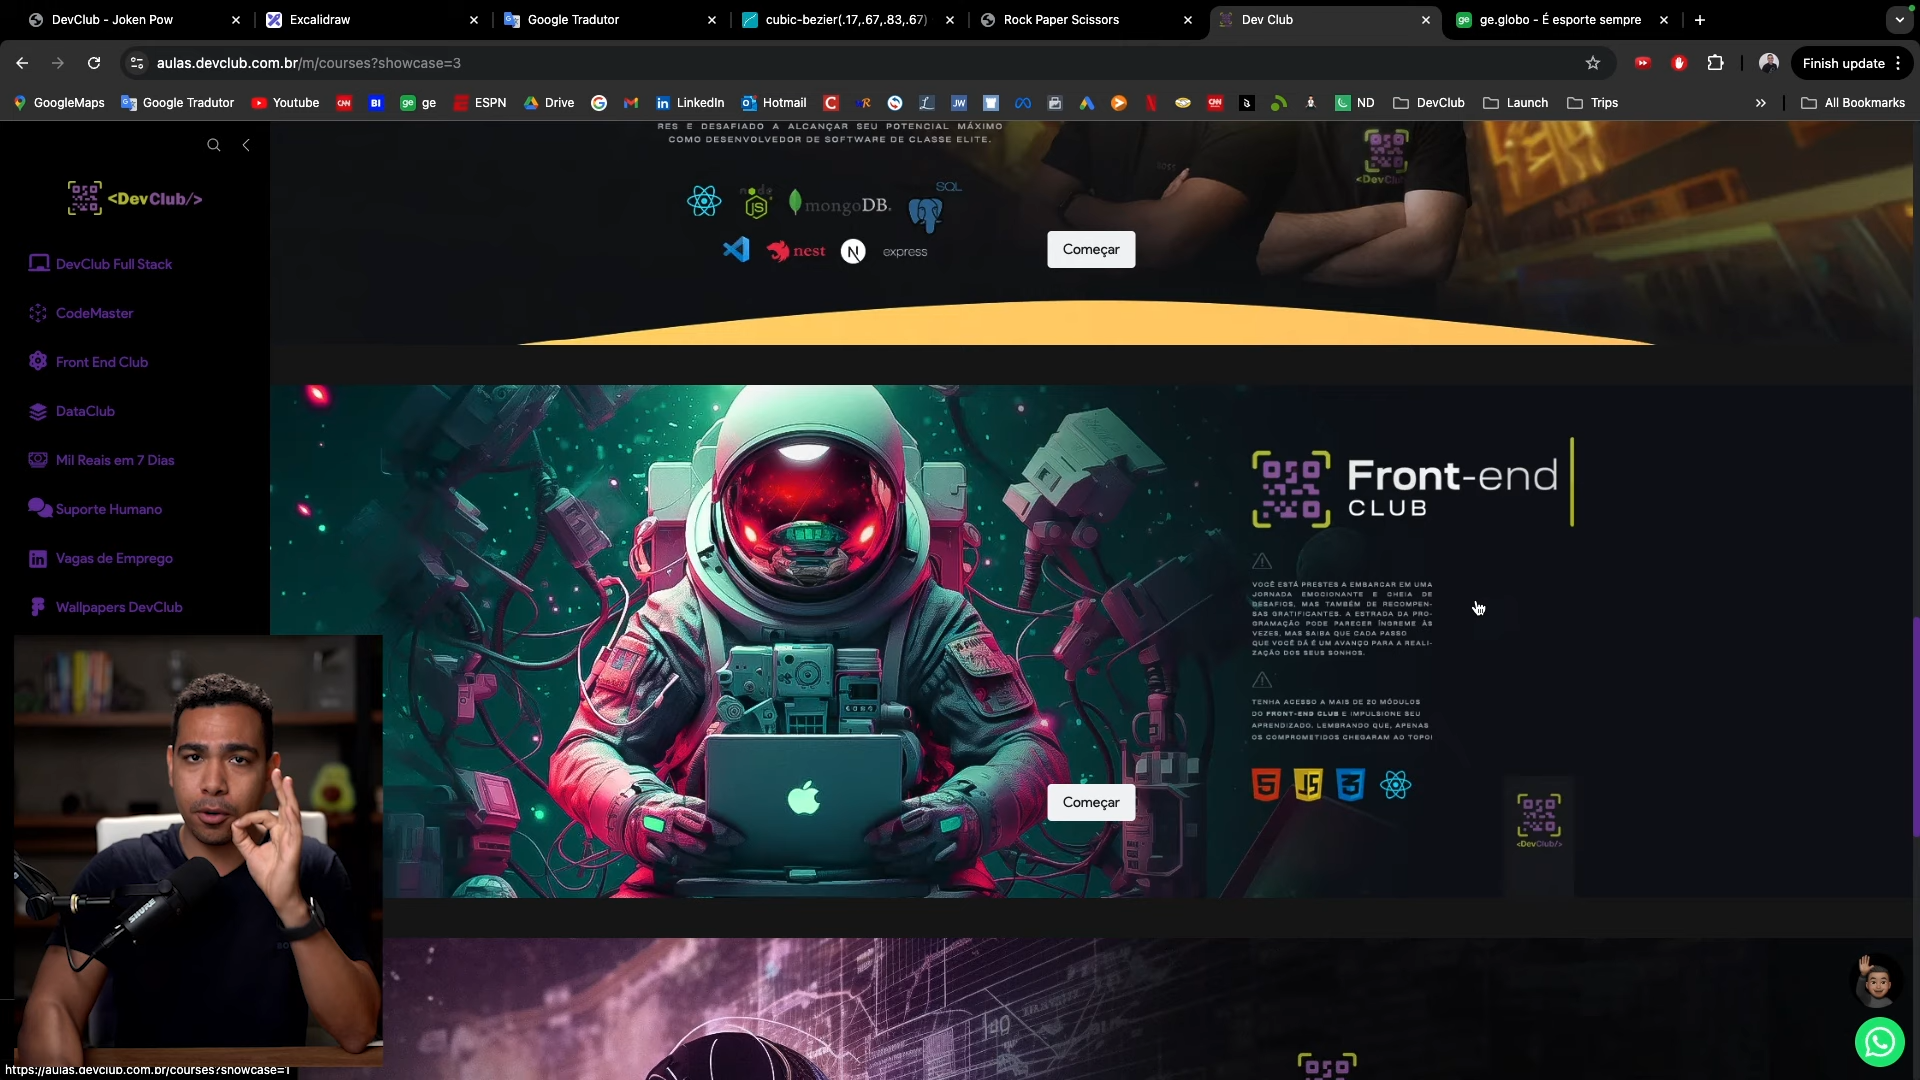 DevClub - Joken Pow
Excalidraw
Google Tradutor
cubic-bezier(.17,.67,.83,.67)
Rock Paper Scissors
Dev Club
ge.globo - É esporte sempre
aulas.devclub.com.br/m/courses?showcase=3
Finish update
GoogleMaps
Google Tradutor
Youtube
ge
ESPN
Drive
LinkedIn
Hotmail
ND
DevClub
Launch
Trips
All Bookmarks
RES E DESAFIADO A ALCANÇAR SEU POTENCIAL MÁXIMO
COMO DESENVOLVEDOR DE SOFTWARE DE CLASSE ELITE.
<DevClub/>
node
JS
mongoDB.
SQL
nest
N
express
Começar
DevClub Full Stack
CodeMaster
Front End Club
DataClub
Mil Reais em 7 Dias
Suporte Humano
Vagas de Emprego
Wallpapers DevClub
Front-end
CLUB
VOCÊ ESTÁ PRESTES A EMBARCAR EM UMA
JORNADA EMOCIONANTE E CHEIA DE
DESAFIOS, MAS TAMBÉM DE RECOMPEN-
SAS GRATIFICANTES. A ESTRADA DA PRO-
GRAMAÇÃO PODE PARECER ÍNGREME ÀS
VEZES, MAS SAIBA QUE CADA PASSO
QUE VOCÊ DÁ É UM AVANÇO PARA A REALI-
ZAÇÃO DOS SEUS SONHOS.
TENHA ACESSO A MAIS DE 20 MÓDULOS
DO FRONT-END CLUB E IMPULSIONE SEU
APRENDIZADO, LEMBRANDO QUE, APENAS
OS COMPROMETIDOS CHEGARAM AO TOPO!
5
JS
3
Começar
<DevClub/>
SHURE
https://aulas.devclub.com.br/courses?showcase=1